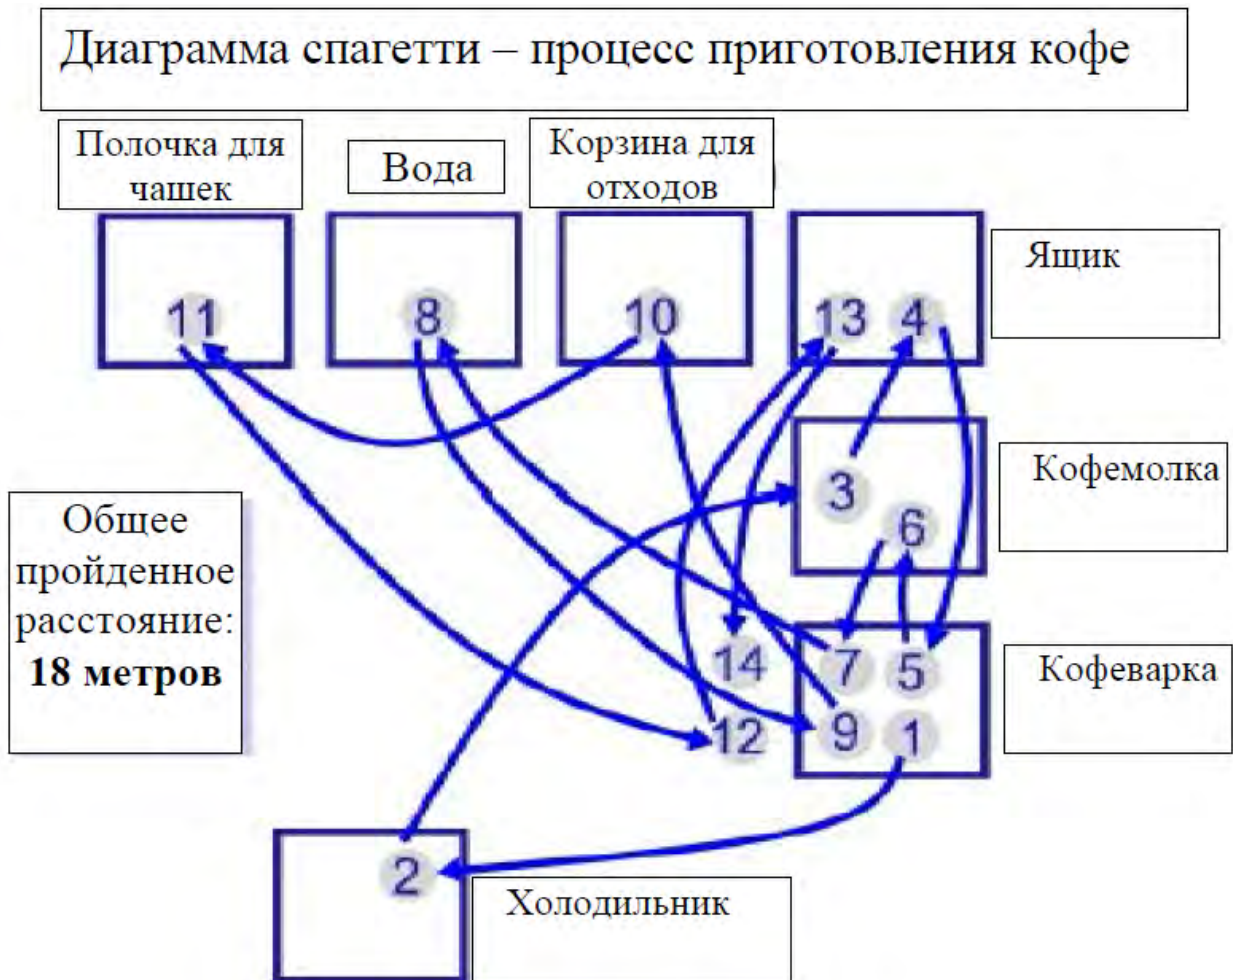 Диаграмма спагетти – процесс приготовления кофе
Полочка для
чашек
Вода
Корзина для
отходов
Ящик
11
8
10
13 4
Кофемолка
3
6
Общее
пройденное
расстояние:
18 метров
Кофеварка
14
7 5
12
9 1
2
Холодильник